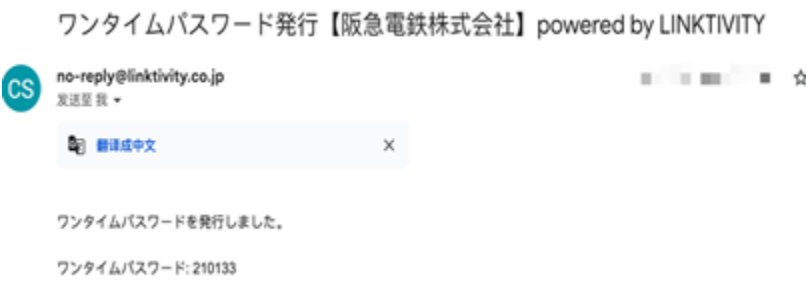 ワンタイムパスワード発行【阪急電鉄株式会社】powered by LINKTIVITY
CS
no-reply@linktivity.co.jp
发送至 我
翻译成中文
ワンタイムパスワードを発行しました。
ワンタイムパスワード: 210133